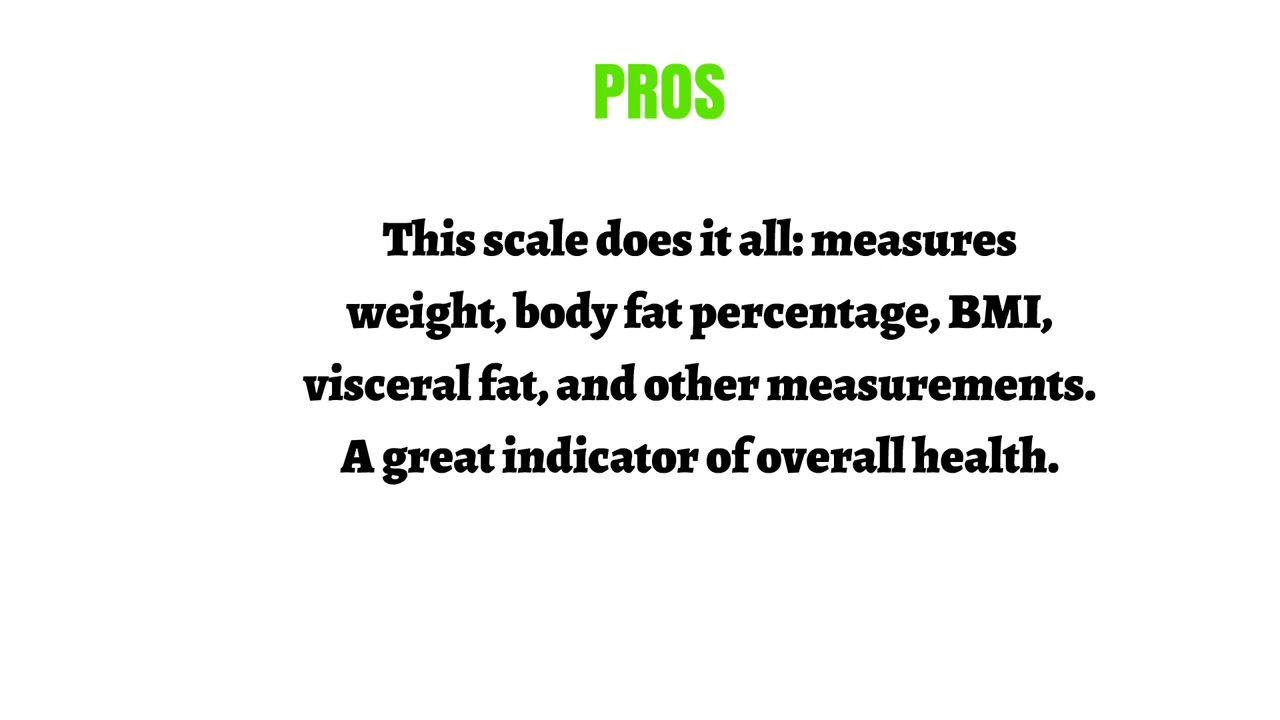 PROS
This scale does it all: measures
weight, body fat percentage, BMI,
visceral fat, and other measurements.
A great indicator of overall health.